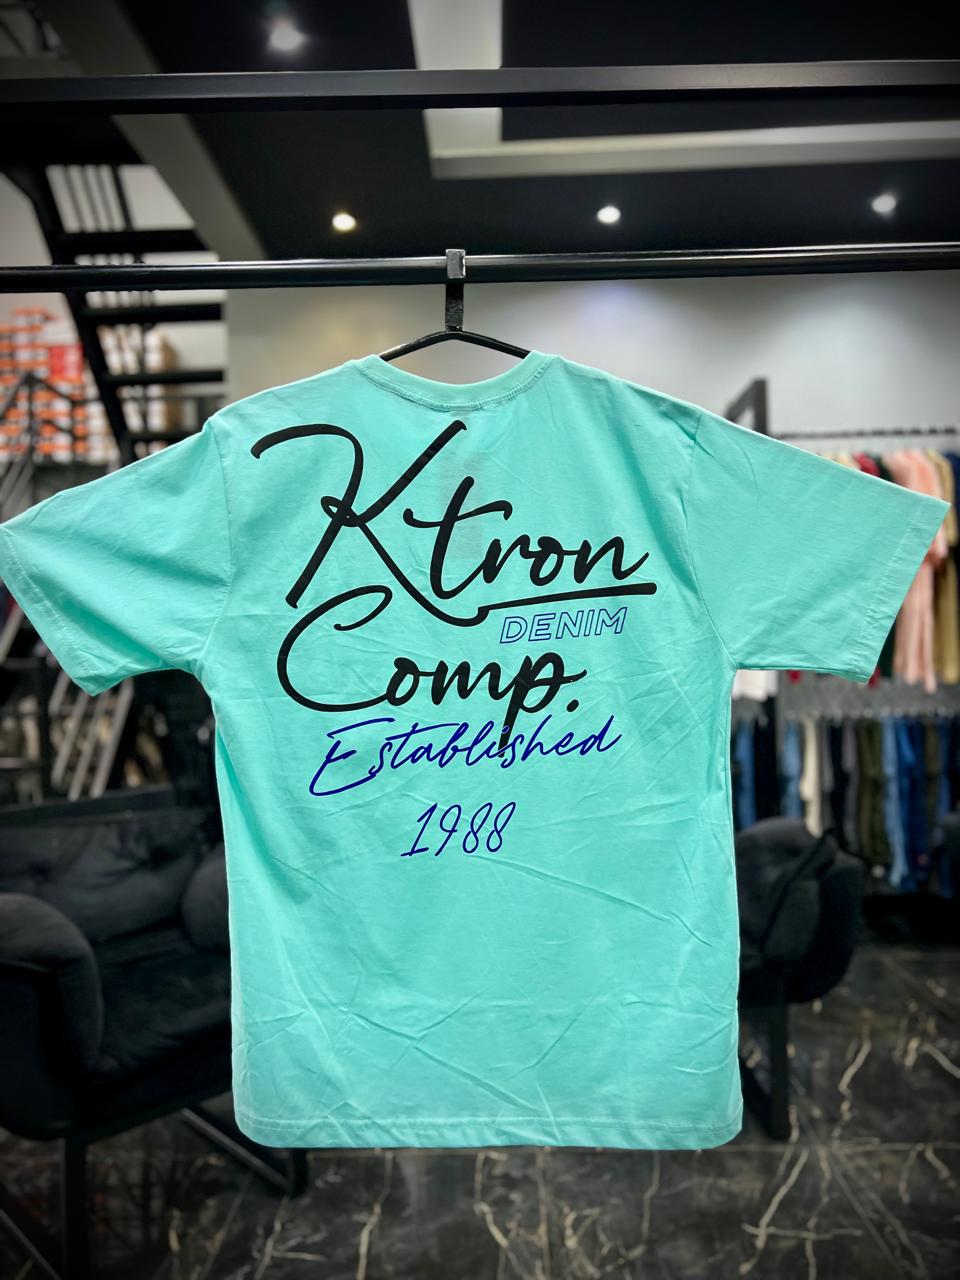 Ktron
DENIM
Comp.
Established
1988